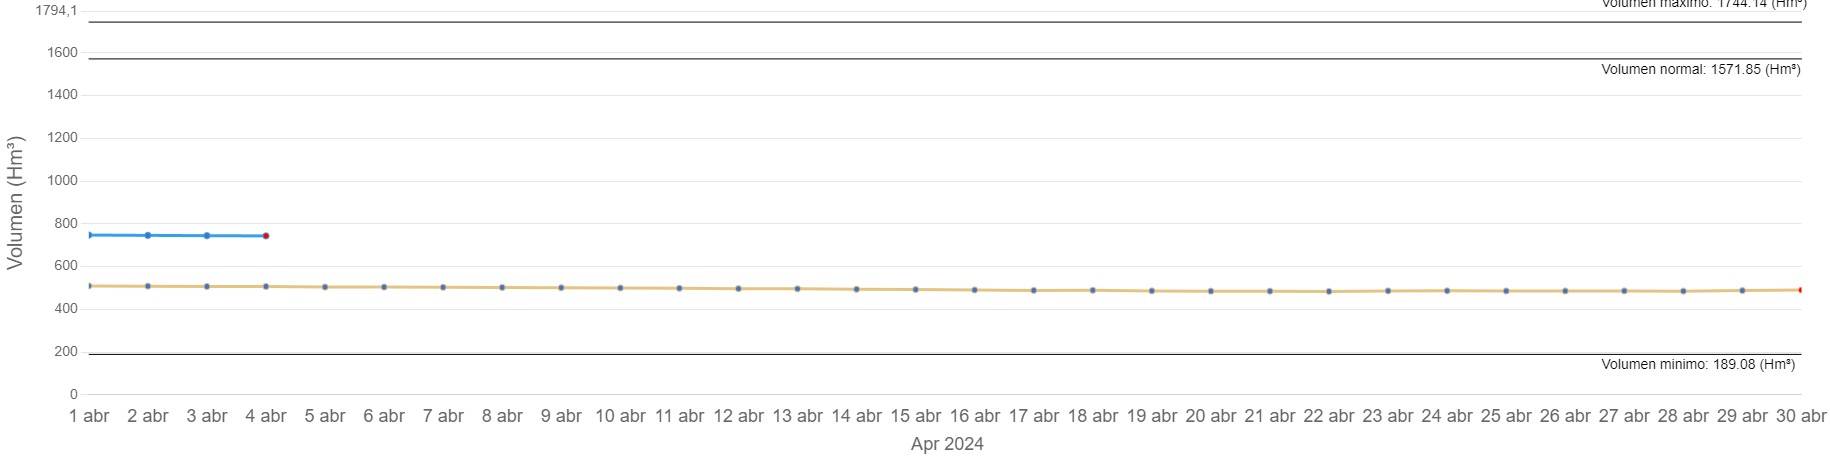 Volumen máximo: 1744.14 (Hm³)
1794,1
1600
Volumen normal: 1571.85 (Hm³)
1400
1200
1000
800
600
400
200
Volumen minimo: 189.08 (Hm³)
0
Volumen (Hm³)
1 abr 2 abr 3 abr 4 abr 5 abr 6 abr 7 abr 8 abr 9 abr 10 abr 11 abr 12 abr 13 abr 14 abr 15 abr 16 abr 17 abr 18 abr 19 abr 20 abr 21 abr 22 abr 23 abr 24 abr 25 abr 26 abr 27 abr 28 abr 29 abr 30 abr
Apr 2024